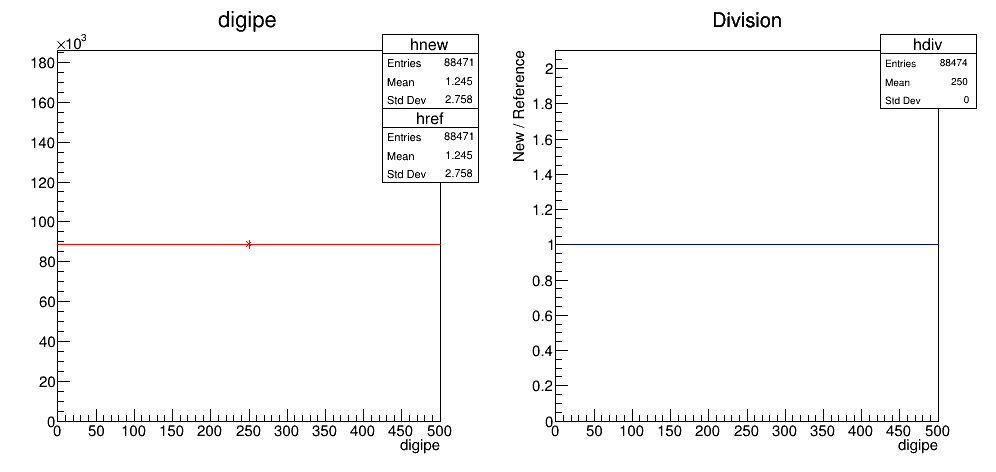 digipe
×10³
180
160
140
120
100
80
60
40
20
0
0 50 100 150 200 250 300 350 400 450 500
digipe
hnew
Entries 88471
Mean 1.245
Std Dev 2.758
href
Entries 88471
Mean 1.245
Std Dev 2.758
Division
New / Reference
2
1.8
1.6
1.4
1.2
1
0.8
0.6
0.4
0.2
0
0 50 100 150 200 250 300 350 400 450 500
digipe
hdiv
Entries 88474
Mean 250
Std Dev 0